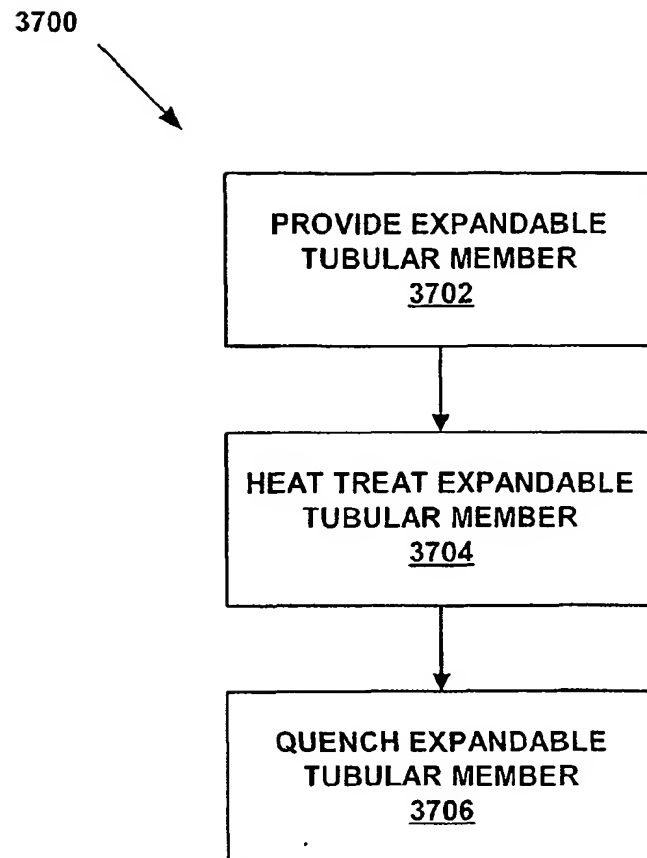 3700
PROVIDE EXPANDABLE
TUBULAR MEMBER
3702
HEAT TREAT EXPANDABLE
TUBULAR MEMBER
3704
QUENCH EXPANDABLE
TUBULAR MEMBER
3706